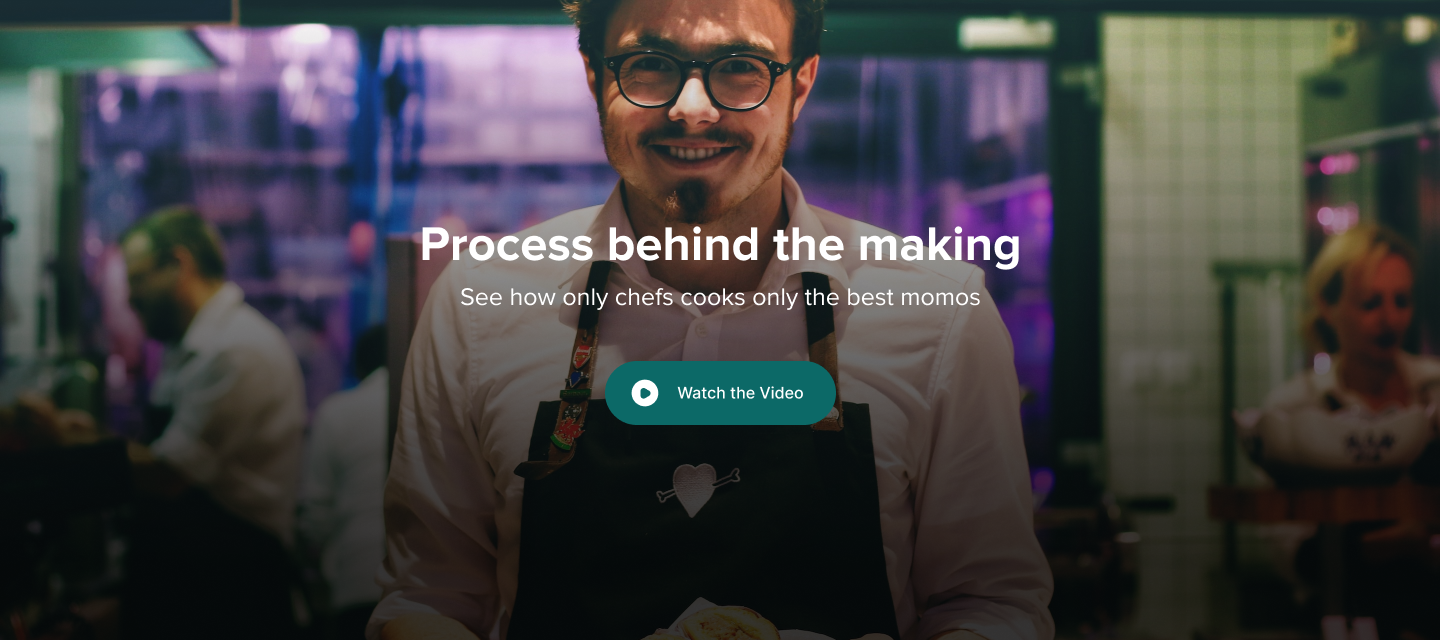 Process behind the making
See how only chefs cooks only the best momos
Watch the Video